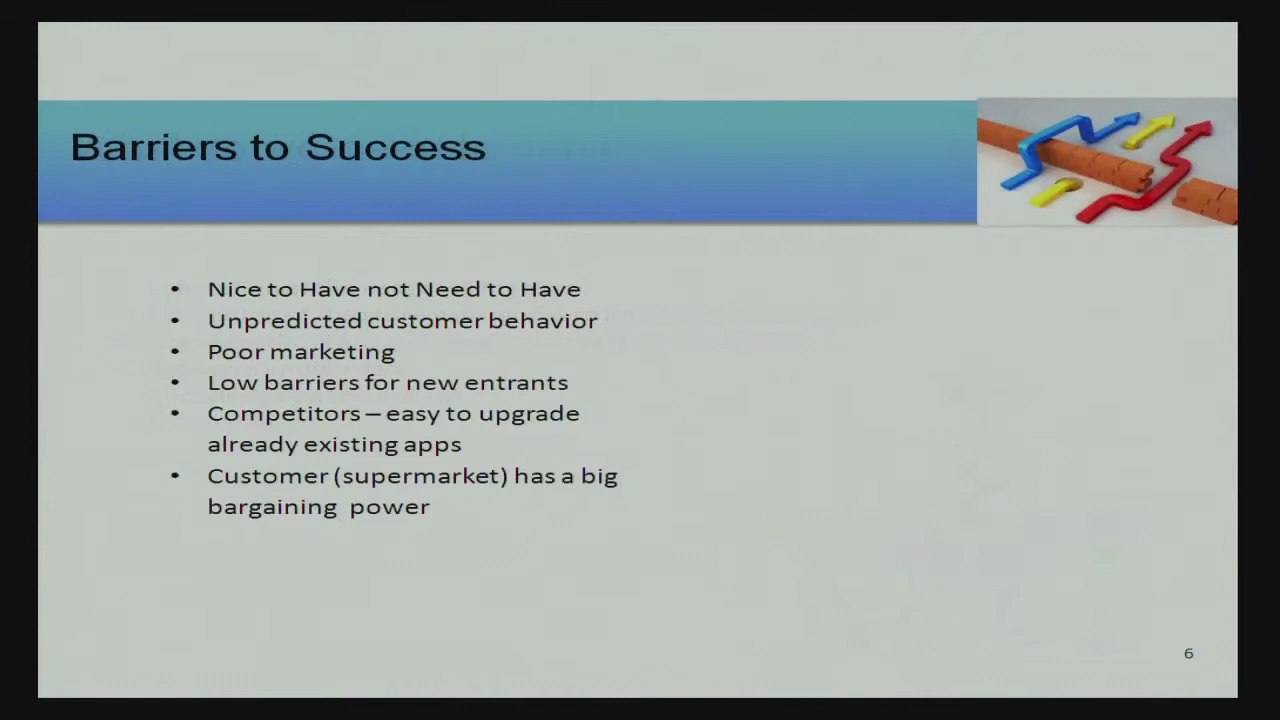 Barriers to Success
• Nice to Have not Need to Have
• Unpredicted customer behavior
• Poor marketing
• Low barriers for new entrants
• Competitors – easy to upgrade
already existing apps
• Customer (supermarket) has a big
bargaining power
6